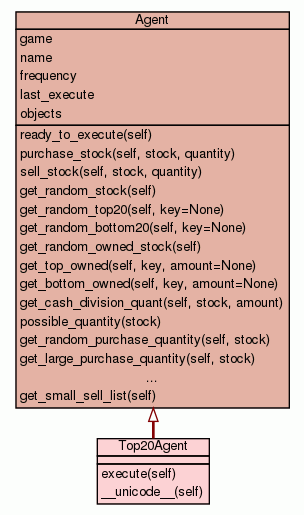 Agent
game
name
frequency
last_execute
objects
ready_to_execute(self)
purchase_stock(self, stock, quantity)
sell_stock(self, stock, quantity)
get_random_stock(self)
get_random_top20(self, key=None)
get_random_bottom20(self, key=None)
get_random_owned_stock(self)
get_top_owned(self, key, amount=None)
get_bottom_owned(self, key, amount=None)
get_cash_division_quant(self, stock, amount)
possible_quantity(stock)
get_random_purchase_quantity(self, stock)
get_large_purchase_quantity(self, stock)
...
get_small_sell_list(self)
Top20Agent
execute(self)
__unicode__(self)